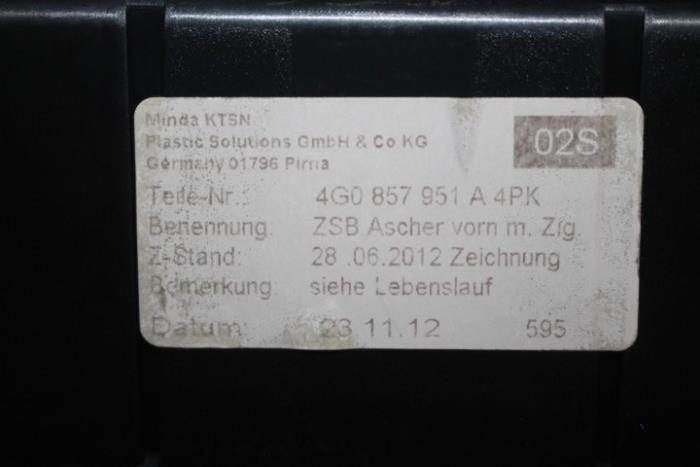 Minda KTSN
Plastic Solutions GmbH & Co KG
Germany 01796 Pirna
02S
Teile-Nr.: 4G0 857 951 A 4PK
Benennung: ZSB Ascher vorn m. Zig.
Z-Stand: 28 .06.2012 Zeichnung
Bemerkung: siehe Lebenslauf
Datum: 23 11.12 595